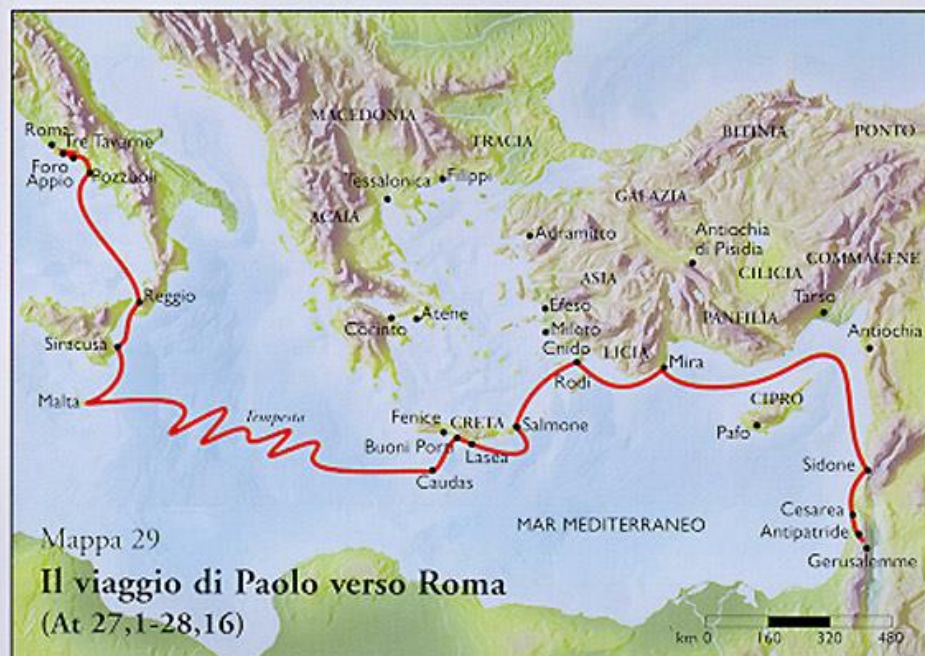 MACEDONIA
TRACIA
BITINIA
PONTO
Roma
Tre Taverne
Foro
Appio
Pozzuoli
Tessalonica
Filippi
GALAZIA
ACAIA
Adramitto
Antiochia
di Pisidia
COMMAGENE
CILICIA
ASIA
Tarso
Reggio
Efeso
PANFILIA
Corinto
Atene
Mileto
Antiochia
Siracusa
Cnido
LICIA
Mira
Rodi
Malta
CIPRO
Tempesta
Fenice
CRETA
Salmone
Pafo
Buoni Porti
Lasea
Sidone
Caudas
Cesarea
MAR MEDITERRANEO
Antipatride
Mappa 29
Gerusalemme
Il viaggio di Paolo verso Roma
(At 27,1-28,16)
km 0 160 320 480